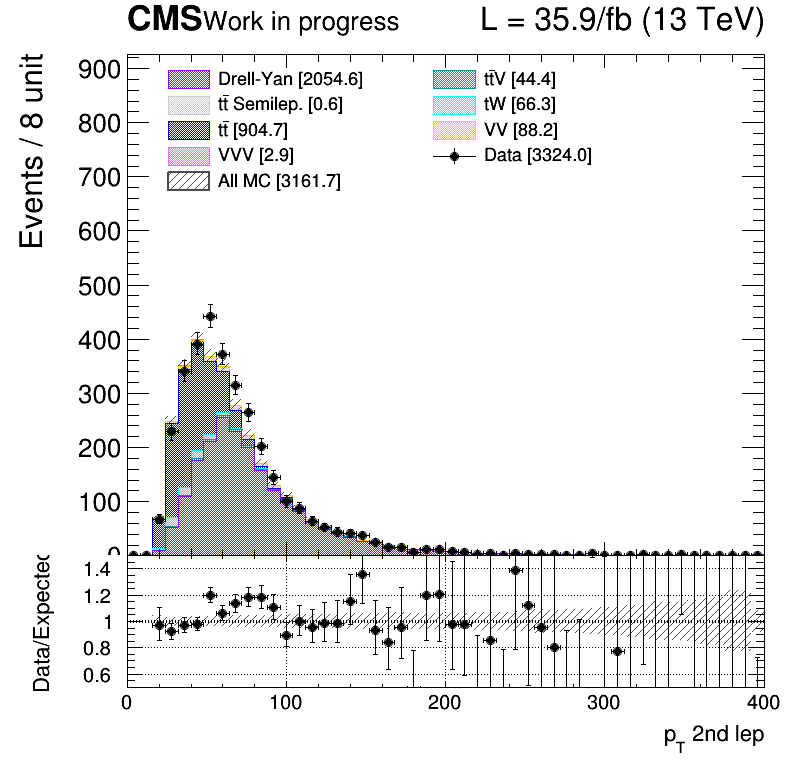 CMS Work in progress L = 35.9/fb (13 TeV)
Events / 8 unit
900
800
700
600
500
400
300
200
100
0
Drell-Yan [2054.6]
tt̄ Semilep. [0.6]
tt̄ [904.7]
VVV [2.9]
All MC [3161.7]
tt̄V [44.4]
tW [66.3]
VV [88.2]
Data [3324.0]
Data/Expected
1.4
1.2
1
0.8
0.6
0 100 200 300 400
p_T 2nd lep